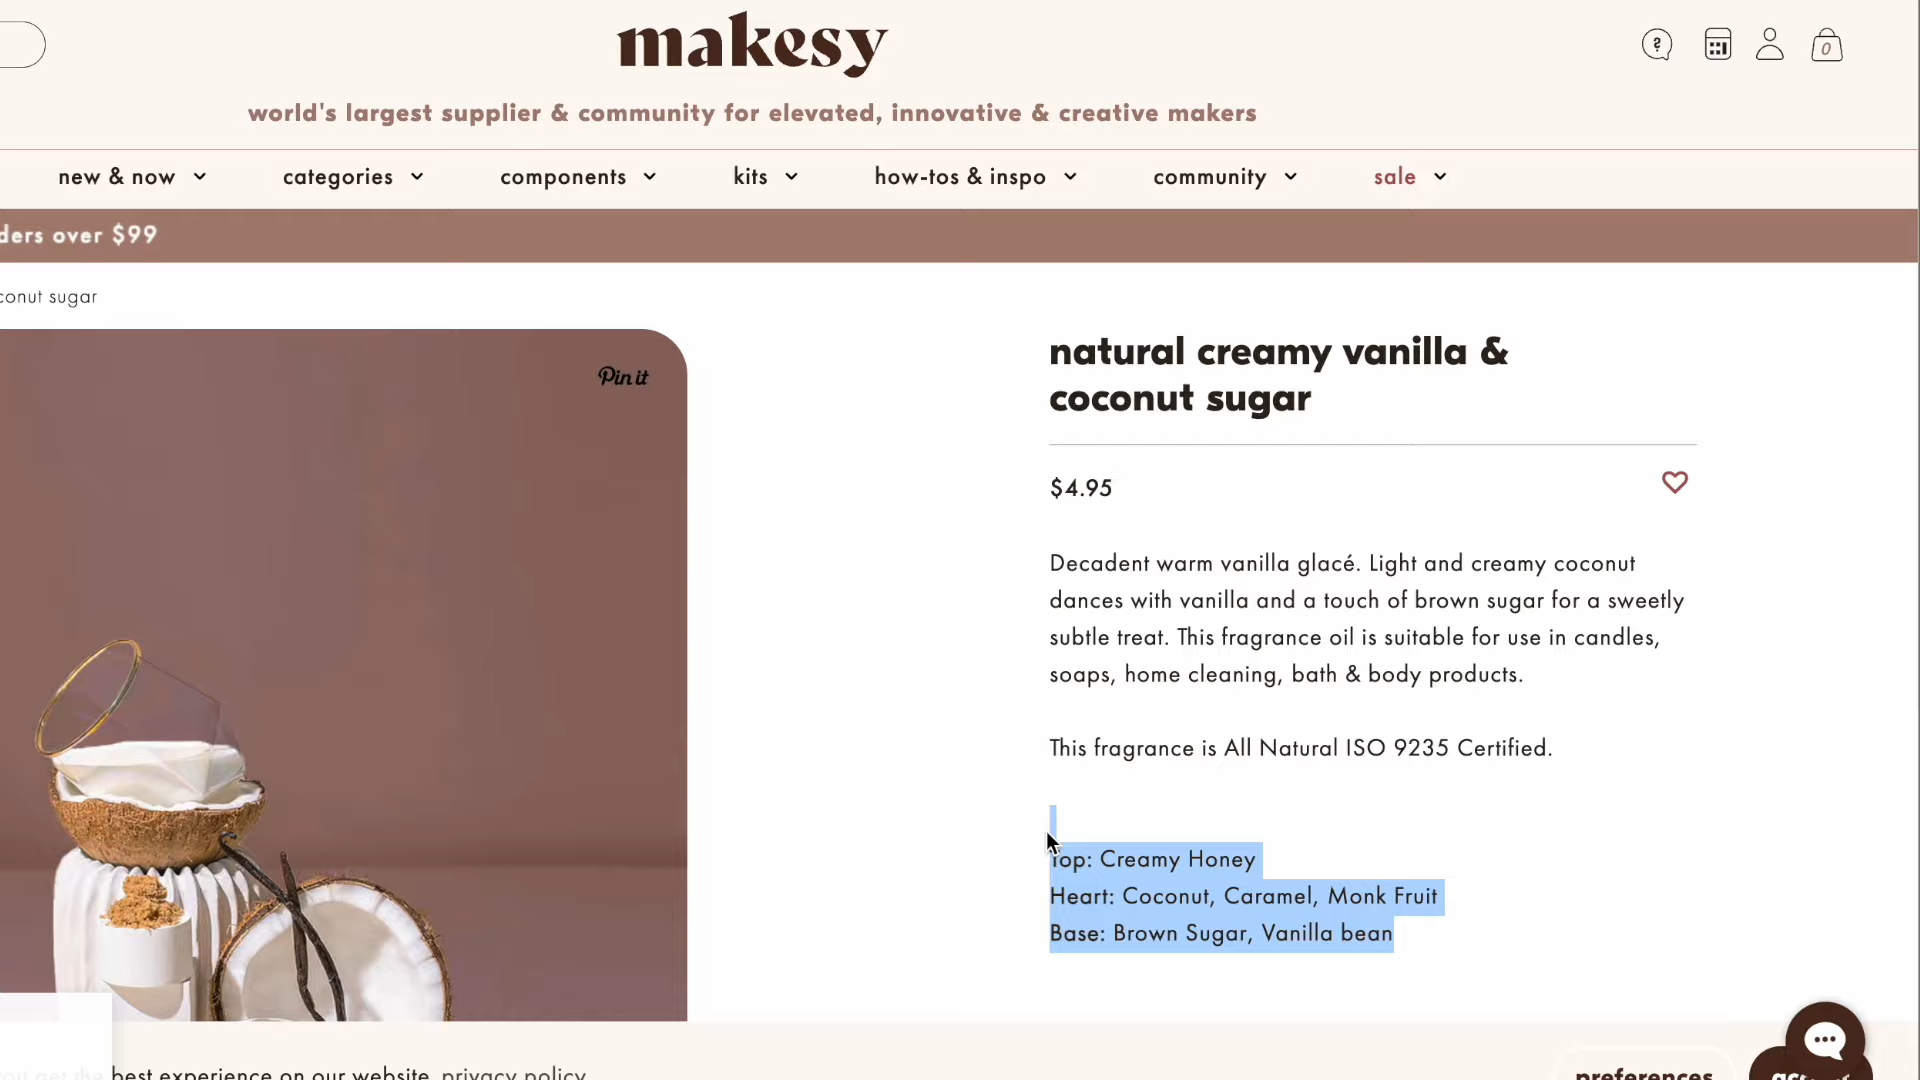 makesy
0
world's largest supplier & community for elevated, innovative & creative makers
new & now categories components kits how-tos & inspo community sale
ders over $99
conut sugar
Pin it
natural creamy vanilla &
coconut sugar
$4.95
Decadent warm vanilla glacé. Light and creamy coconut
dances with vanilla and a touch of brown sugar for a sweetly
subtle treat. This fragrance oil is suitable for use in candles,
soaps, home cleaning, bath & body products.
This fragrance is All Natural ISO 9235 Certified.
Top: Creamy Honey
Heart: Coconut, Caramel, Monk Fruit
Base: Brown Sugar, Vanilla bean
you get the best experience on our website. privacy policy
preferences